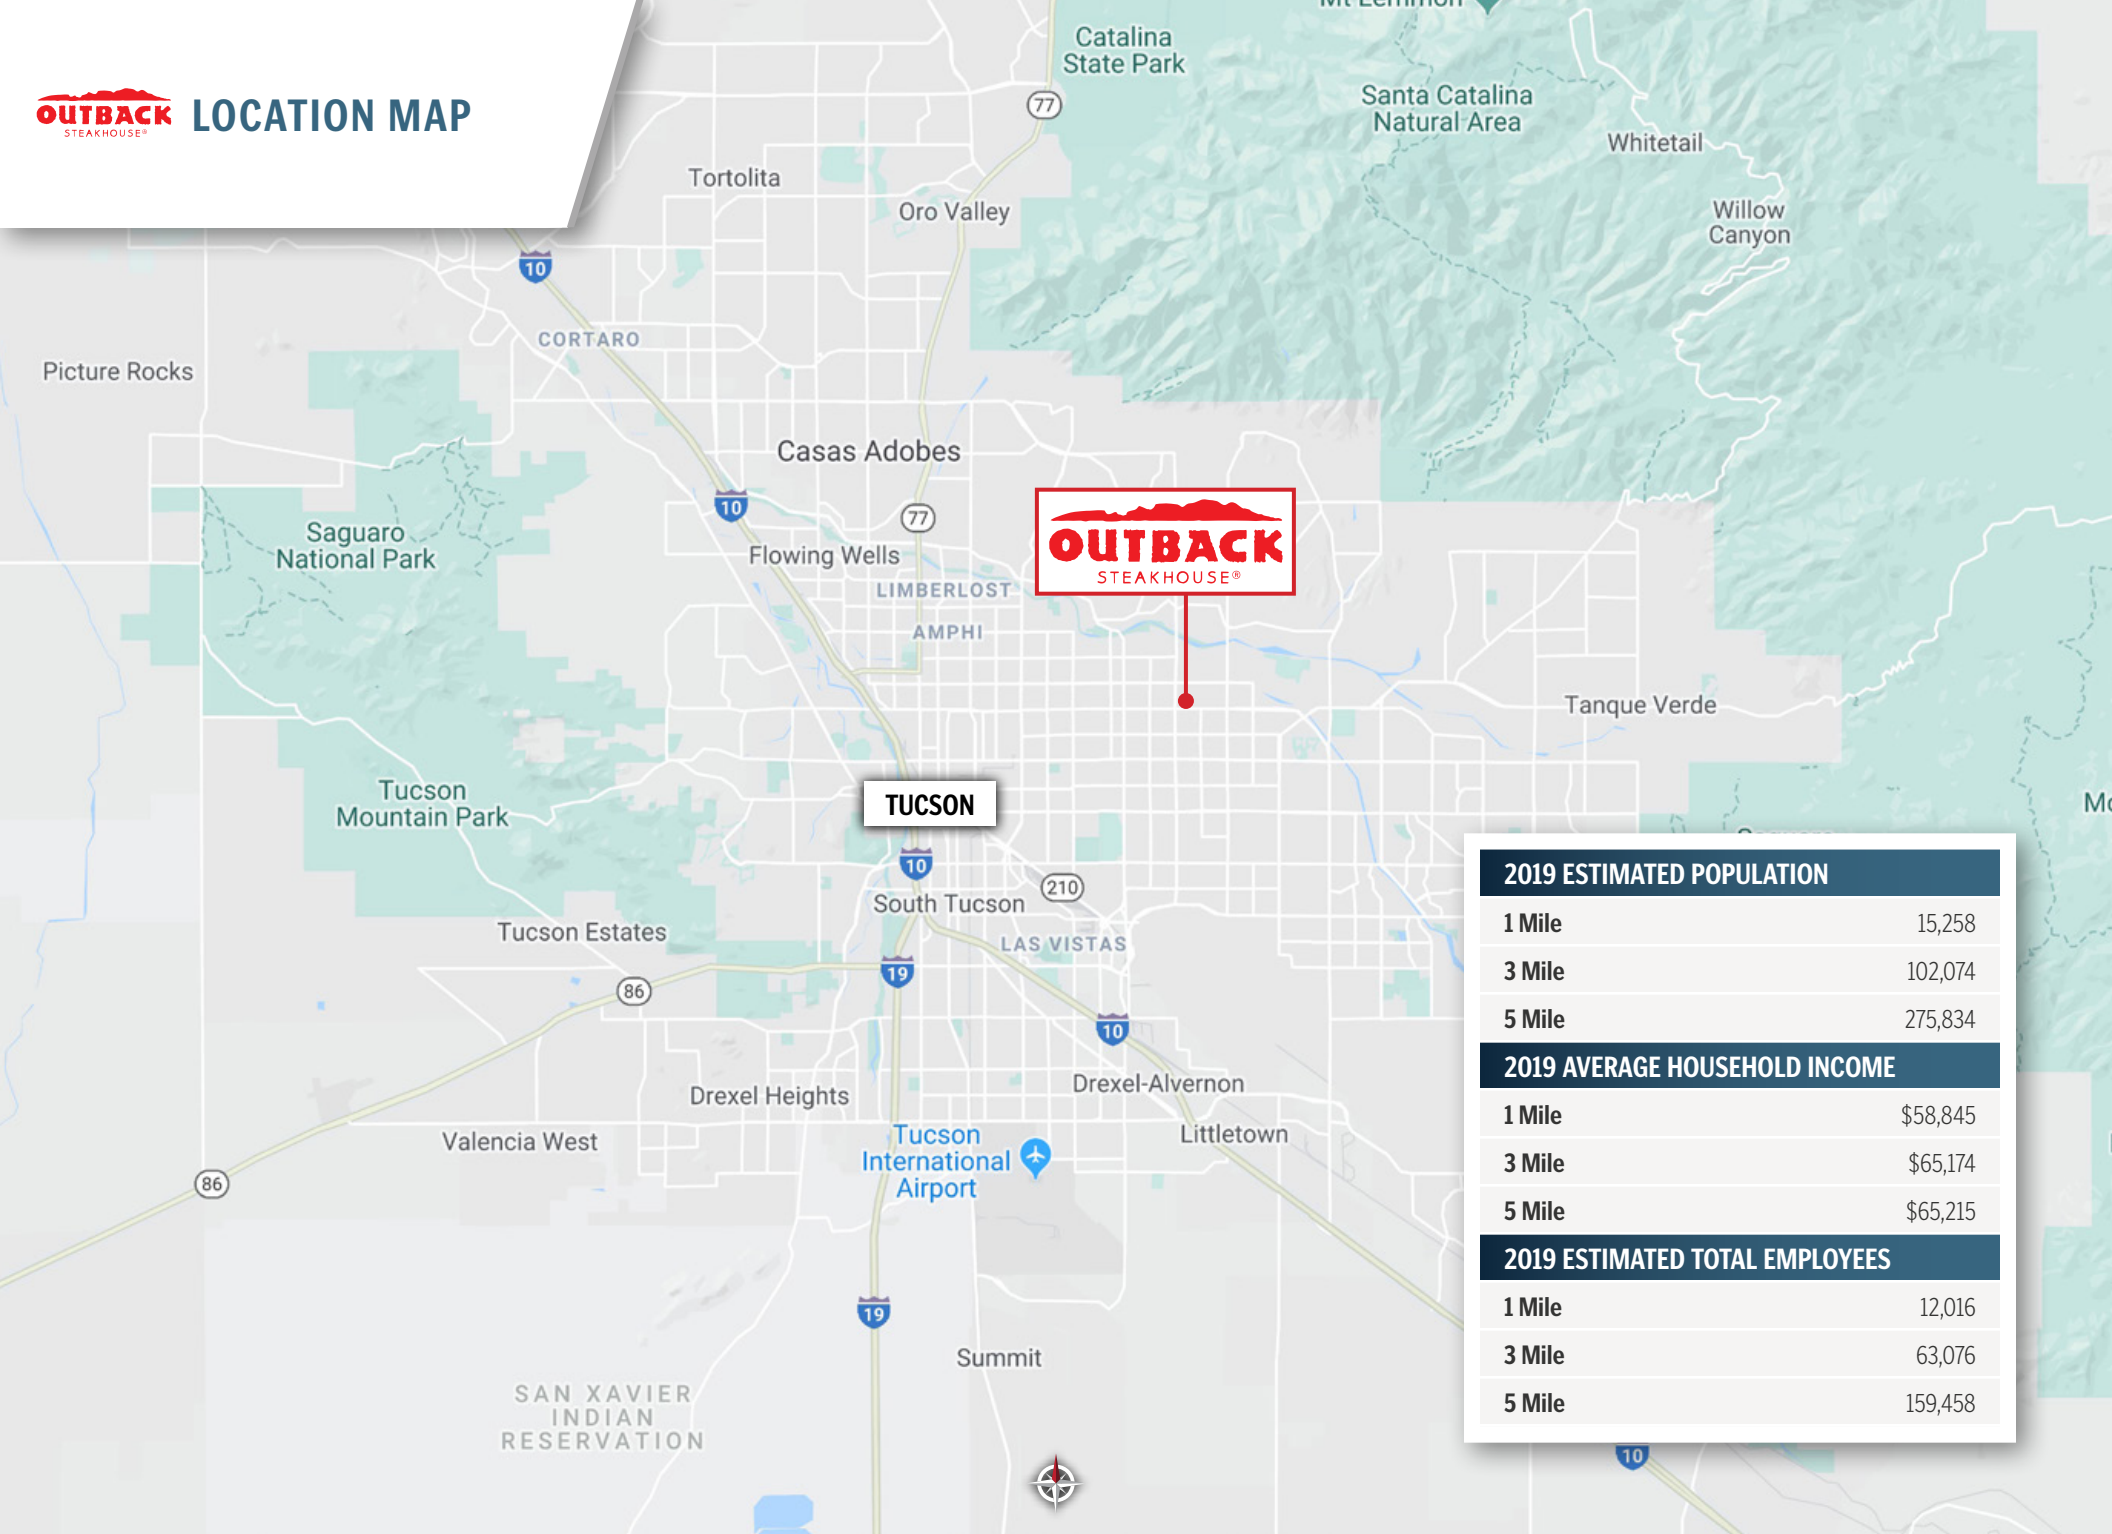 OUTBACK
STEAKHOUSE®
LOCATION MAP
Catalina
State Park
77
Santa Catalina
Natural Area
Whitetail
Tortolita
Oro Valley
Willow
Canyon
10
CORTARO
Picture Rocks
Casas Adobes
10
77
Saguaro
National Park
Flowing Wells
OUTBACK
STEAKHOUSE®
LIMBERLOST
AMPHI
Tanque Verde
Tucson
Mountain Park
TUCSON
10
210
South Tucson
Tucson Estates
LAS VISTAS
19
86
10
Drexel Heights
Drexel-Alvernon
Valencia West
Tucson
International
Airport
Littletown
86
19
Summit
SAN XAVIER
INDIAN
RESERVATION
2019 ESTIMATED POPULATION
1 Mile 15,258
3 Mile 102,074
5 Mile 275,834
2019 AVERAGE HOUSEHOLD INCOME
1 Mile $58,845
3 Mile $65,174
5 Mile $65,215
2019 ESTIMATED TOTAL EMPLOYEES
1 Mile 12,016
3 Mile 63,076
5 Mile 159,458
10